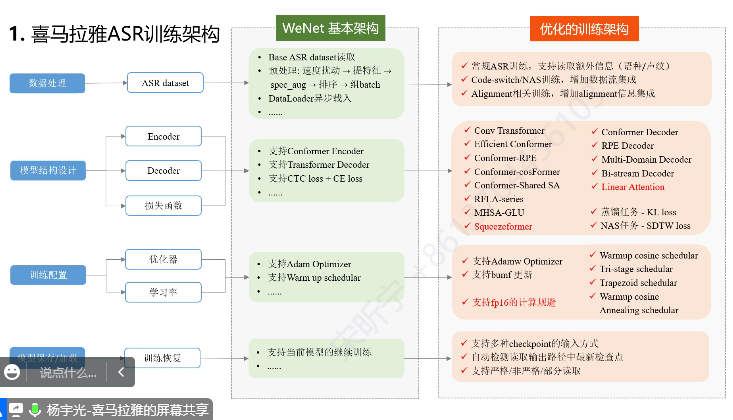 1. 喜马拉雅ASR训练架构
WeNet 基本架构
优化的训练架构
数据处理
ASR dataset
• Base ASR dataset读取
• 预处理: 速度扰动 → 提特征 →
spec_aug → 排序 → 组batch
• DataLoader异步载入
• ......
✓ 常规ASR训练, 支持读取额外信息 (语种/声纹)
✓ Code-switch/NAS训练, 增加数据流集成
✓ Alignment相关训练, 增加alignment信息集成
模型结构设计
Encoder
Decoder
损失函数
• 支持Conformer Encoder
• 支持Transformer Decoder
• 支持CTC loss + CE loss
• ......
✓ Conv Transformer
✓ Efficient Conformer
✓ Conformer-RPE
✓ Conformer-cosFormer
✓ Conformer-Shared SA
✓ RFLA-series
✓ MHSA-GLU
✓ Squeezeformer
✓ Conformer Decoder
✓ RPE Decoder
✓ Multi-Domain Decoder
✓ Bi-stream Decoder
✓ Linear Attention
✓ 蒸馏任务 - KL loss
✓ NAS任务 - SDTW loss
训练配置
优化器
学习率
• 支持Adam Optimizer
• 支持Warm up schedular
• ......
✓ 支持Adamw Optimizer
✓ 支持bumf 更新
✓ 支持fp16的计算规避
✓ Warmup cosine schedular
✓ Tri-stage schedular
✓ Trapezoid schedular
✓ Warmup cosine
Annealing schedular
模型保存/加载
训练恢复
• 支持当前模型的继续训练
• ......
✓ 支持多种checkpoint的输入方式
✓ 自动检测读取输出路径中最新检查点
✓ 支持严格/非严格/部分读取
说点什么...
杨宇光-喜马拉雅的屏幕共享